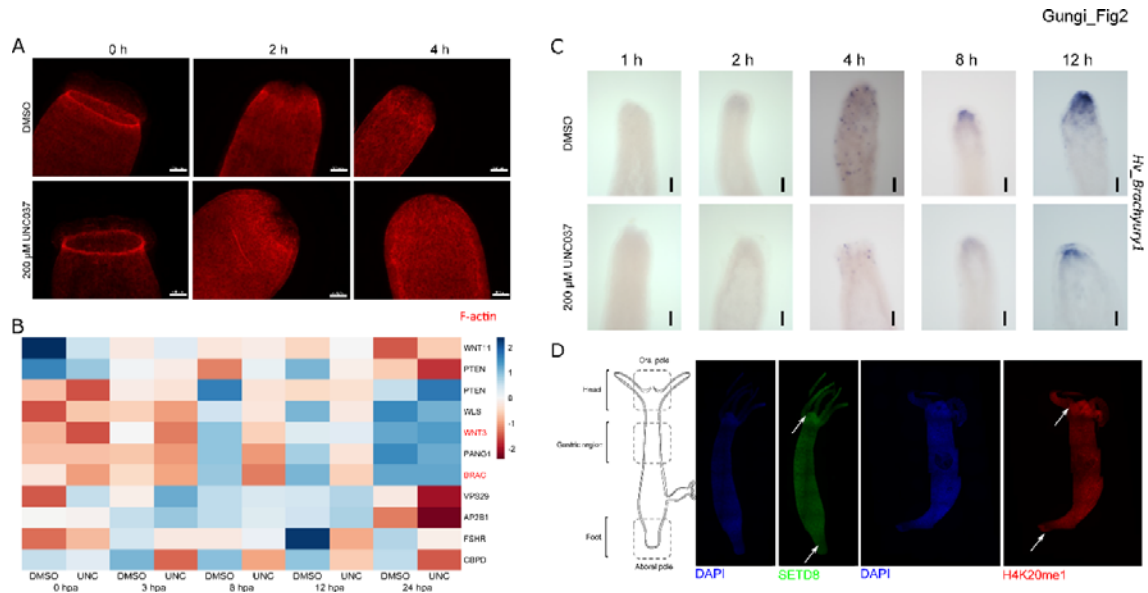 Gungi_Fig2
A
0 h
2 h
4 h
DMSO
200 µM UNC037
F-actin
B
WNT11
PTEN
PTEN
WLS
WNT3
PANG1
BRAC
VPS29
AP2B1
FSHR
CBPD
2
1
0
-1
-2
DMSO UNC DMSO UNC DMSO UNC DMSO UNC DMSO UNC
0 hpa 3 hpa 8 hpa 12 hpa 24 hpa
C
1 h
2 h
4 h
8 h
12 h
DMSO
200 µM UNC037
Hv_Brachyury1
D
Oral pole
Head
Gastric region
Foot
Aboral pole
DAPI
SETD8
DAPI
H4K20me1